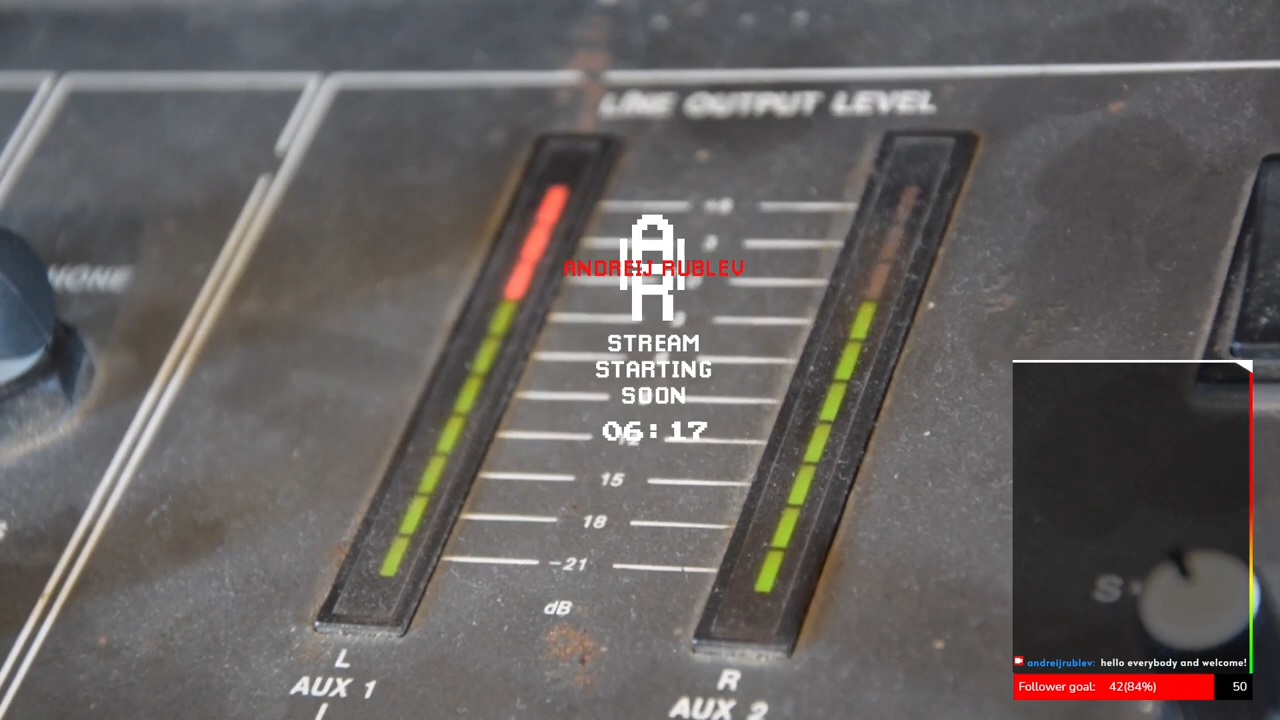 LINE OUTPUT LEVEL
ANDREIJ RUBLEV
STREAM
STARTING
SOON
06:17
15
18
-21
dB
L
AUX 1
R
AUX 2
S
andreijrublev: hello everybody and welcome!
Follower goal: 42(84%) 50